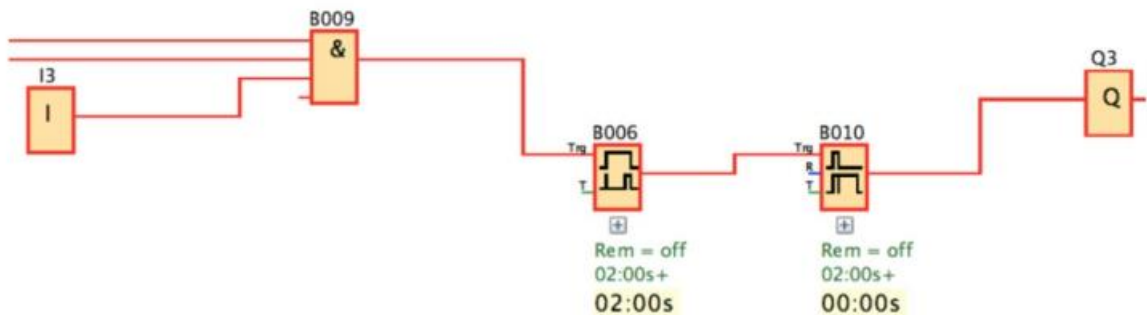 B009
&
I3
I
Q3
Q
B006
Trg
T
B010
Trg
R
T
Rem = off
02:00s+
02:00s
Rem = off
02:00s+
00:00s